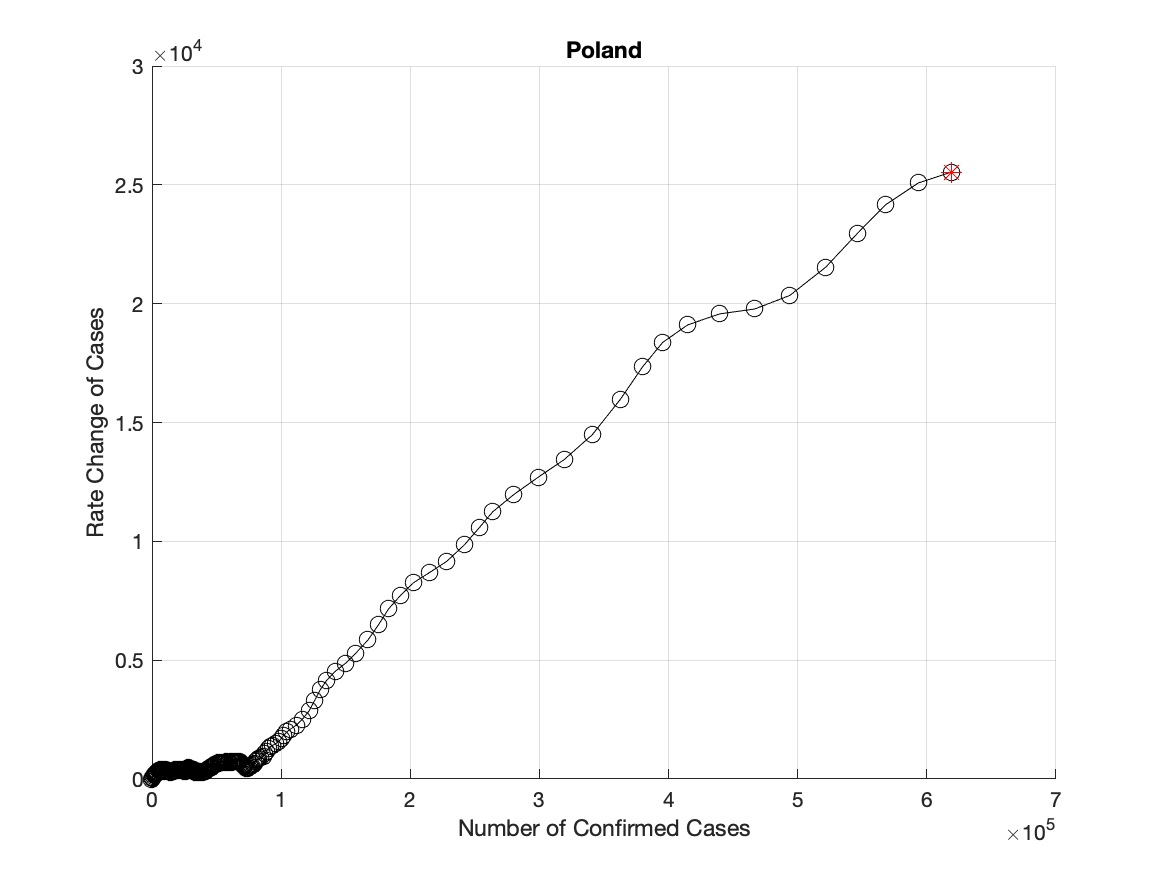 Poland
×10^4
3
2.5
2
1.5
1
0.5
0
Rate Change of Cases
0 1 2 3 4 5 6 7
Number of Confirmed Cases
×10^5